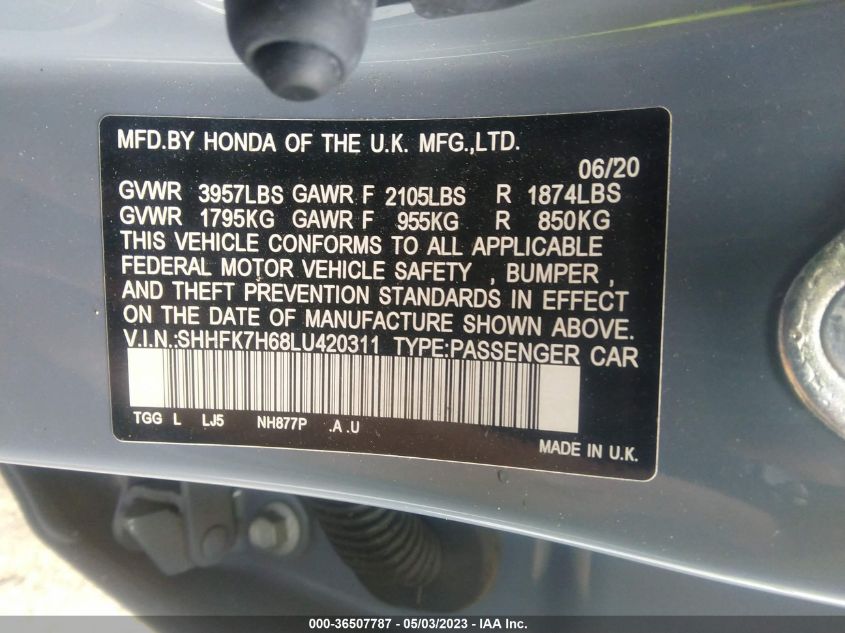 MFD.BY HONDA OF THE U.K. MFG.,LTD.
06/20
GVWR 3957LBS GAWR F 2105LBS R 1874LBS
GVWR 1795KG GAWR F 955KG R 850KG
THIS VEHICLE CONFORMS TO ALL APPLICABLE
FEDERAL MOTOR VEHICLE SAFETY , BUMPER ,
AND THEFT PREVENTION STANDARDS IN EFFECT
ON THE DATE OF MANUFACTURE SHOWN ABOVE.
V.I.N.:SHHFK7H68LU420311 TYPE:PASSENGER CAR
TGG L LJ5 NH877P .A .U
MADE IN U.K.
000-36507787 - 05/03/2023 - IAA Inc.